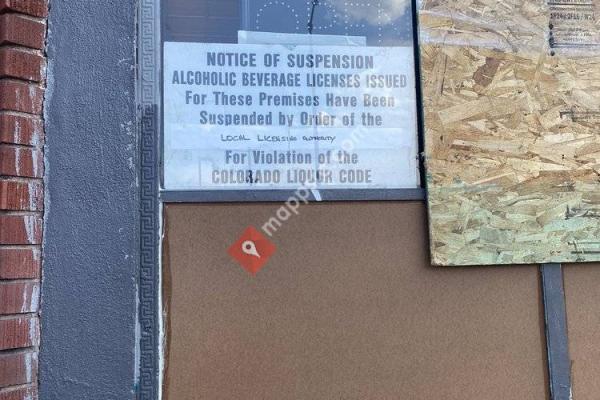 NOTICE OF SUSPENSION
ALCOHOLIC BEVERAGE LICENSES ISSUED
For These Premises Have Been
Suspended by Order of the
LOCAL LICENSING AUTHORITY
For Violation of the
COLORADO LIQUOR CODE